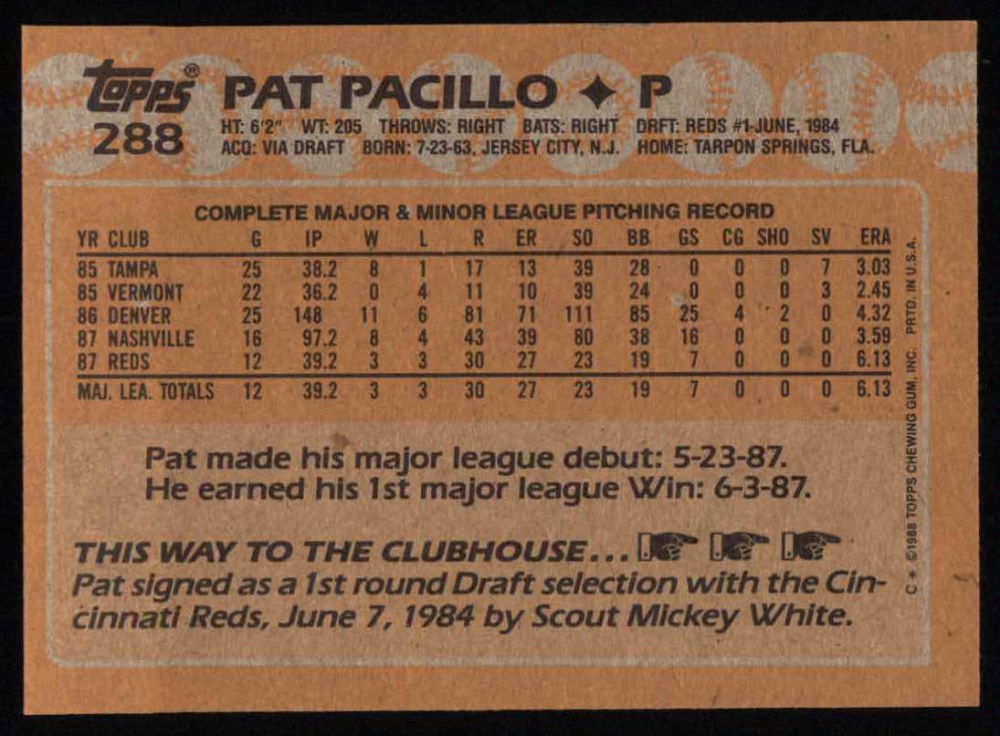 topps® PAT PACILLO ✦ P
288
HT: 6'2" WT: 205 THROWS: RIGHT BATS: RIGHT DRFT: REDS #1-JUNE, 1984
ACQ: VIA DRAFT BORN: 7-23-63, JERSEY CITY, N.J. HOME: TARPON SPRINGS, FLA.
COMPLETE MAJOR & MINOR LEAGUE PITCHING RECORD
YR CLUB G IP W L R ER SO BB GS CG SHO SV ERA
85 TAMPA 25 38.2 8 1 17 13 39 28 0 0 0 7 3.03
85 VERMONT 22 36.2 0 4 11 10 39 24 0 0 0 3 2.45
86 DENVER 25 148 11 6 81 71 111 85 25 4 2 0 4.32
87 NASHVILLE 16 97.2 8 4 43 39 80 38 16 0 0 0 3.59
87 REDS 12 39.2 3 3 30 27 23 19 7 0 0 0 6.13
MAJ. LEA. TOTALS 12 39.2 3 3 30 27 23 19 7 0 0 0 6.13
Pat made his major league debut: 5-23-87.
He earned his 1st major league Win: 6-3-87.
THIS WAY TO THE CLUBHOUSE...
Pat signed as a 1st round Draft selection with the Cin-
cinnati Reds, June 7, 1984 by Scout Mickey White.
C* ©1988 TOPPS CHEWING GUM, INC. PRTD. IN U.S.A.